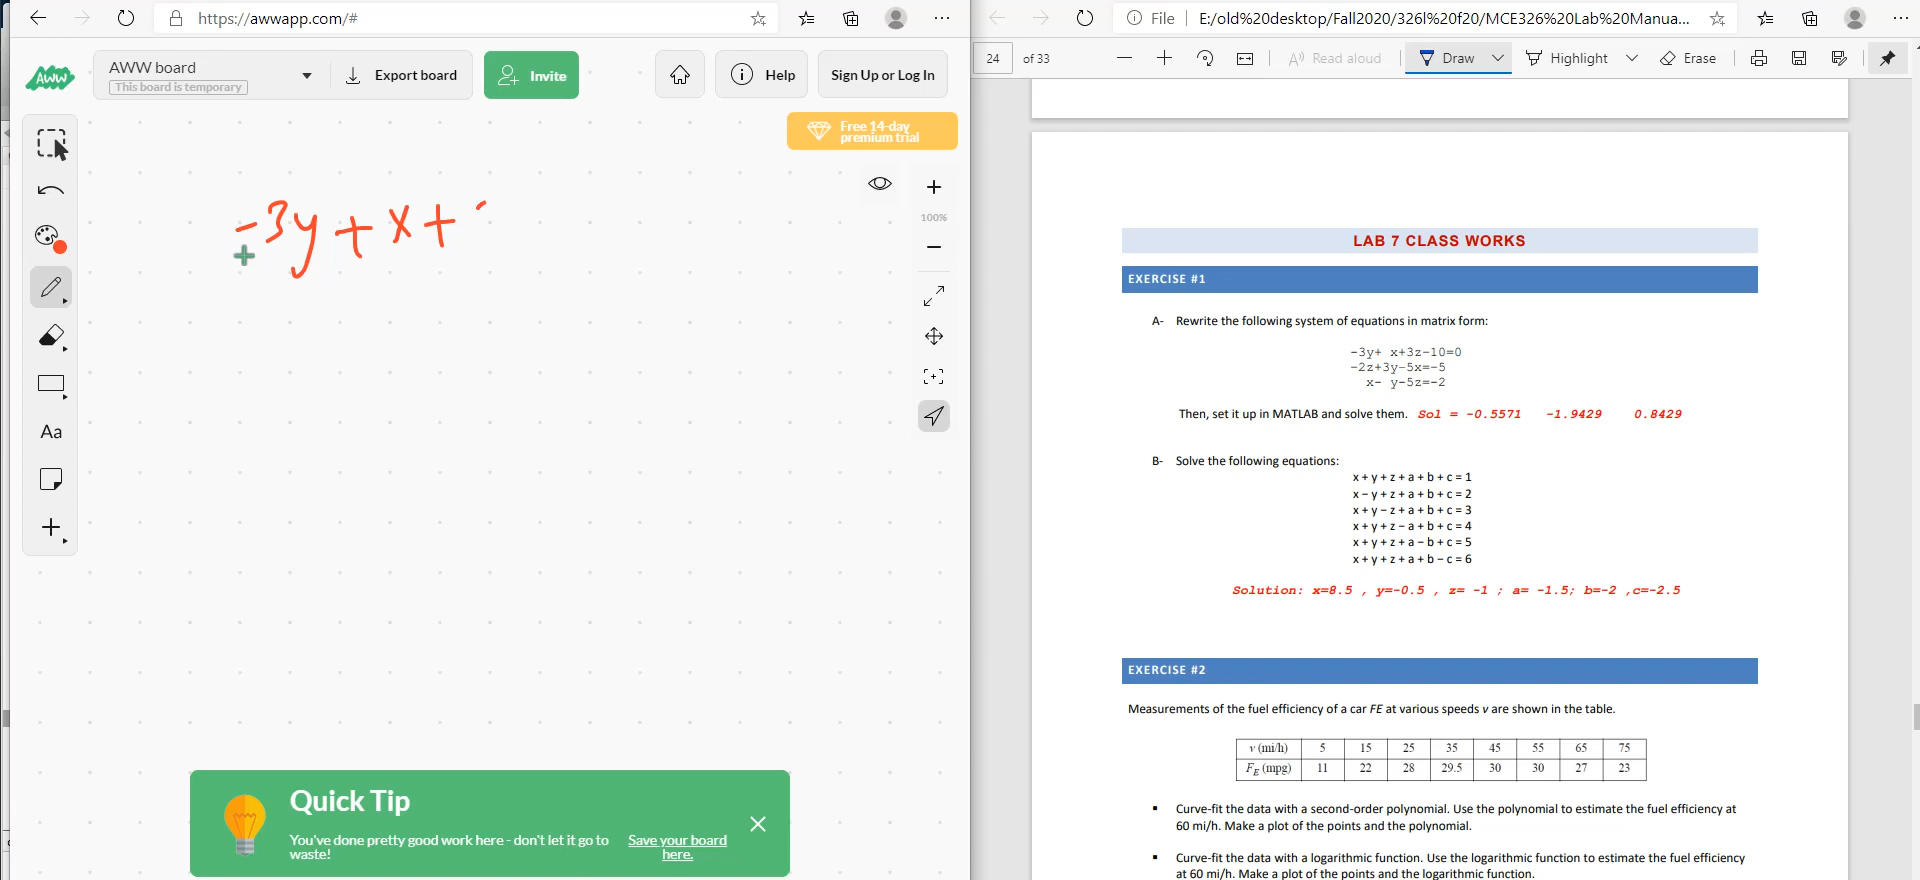 https://awwapp.com/#
AWW
AWW board
This board is temporary
Export board
Invite
Help
Sign Up or Log In
Free 14-day
premium trial
100%
-3y + x +
Aa
Quick Tip
You've done pretty good work here - don't let it go to
waste!
Save your board
here.
File
E:/old%20desktop/Fall2020/326l%20f20/MCE326%20Lab%20Manua...
24 of 33
Read aloud
Draw
Highlight
Erase
LAB 7 CLASS WORKS
EXERCISE #1
A- Rewrite the following system of equations in matrix form:
-3y+ x+3z-10=0
-2z+3y-5x=-5
x- y-5z=-2
Then, set it up in MATLAB and solve them. Sol = -0.5571 -1.9429 0.8429
B- Solve the following equations:
x + y + z + a + b + c = 1
x – y + z + a + b + c = 2
x + y – z + a + b + c = 3
x + y + z – a + b + c = 4
x + y + z + a – b + c = 5
x + y + z + a + b – c = 6
Solution: x=8.5 , y=-0.5 , z= -1 ; a= -1.5; b=-2 ,c=-2.5
EXERCISE #2
Measurements of the fuel efficiency of a car FE at various speeds v are shown in the table.
v (mi/h) 5 15 25 35 45 55 65 75
FE (mpg) 11 22 28 29.5 30 30 27 23
▪ Curve-fit the data with a second-order polynomial. Use the polynomial to estimate the fuel efficiency at
60 mi/h. Make a plot of the points and the polynomial.
▪ Curve-fit the data with a logarithmic function. Use the logarithmic function to estimate the fuel efficiency
at 60 mi/h. Make a plot of the points and the logarithmic function.